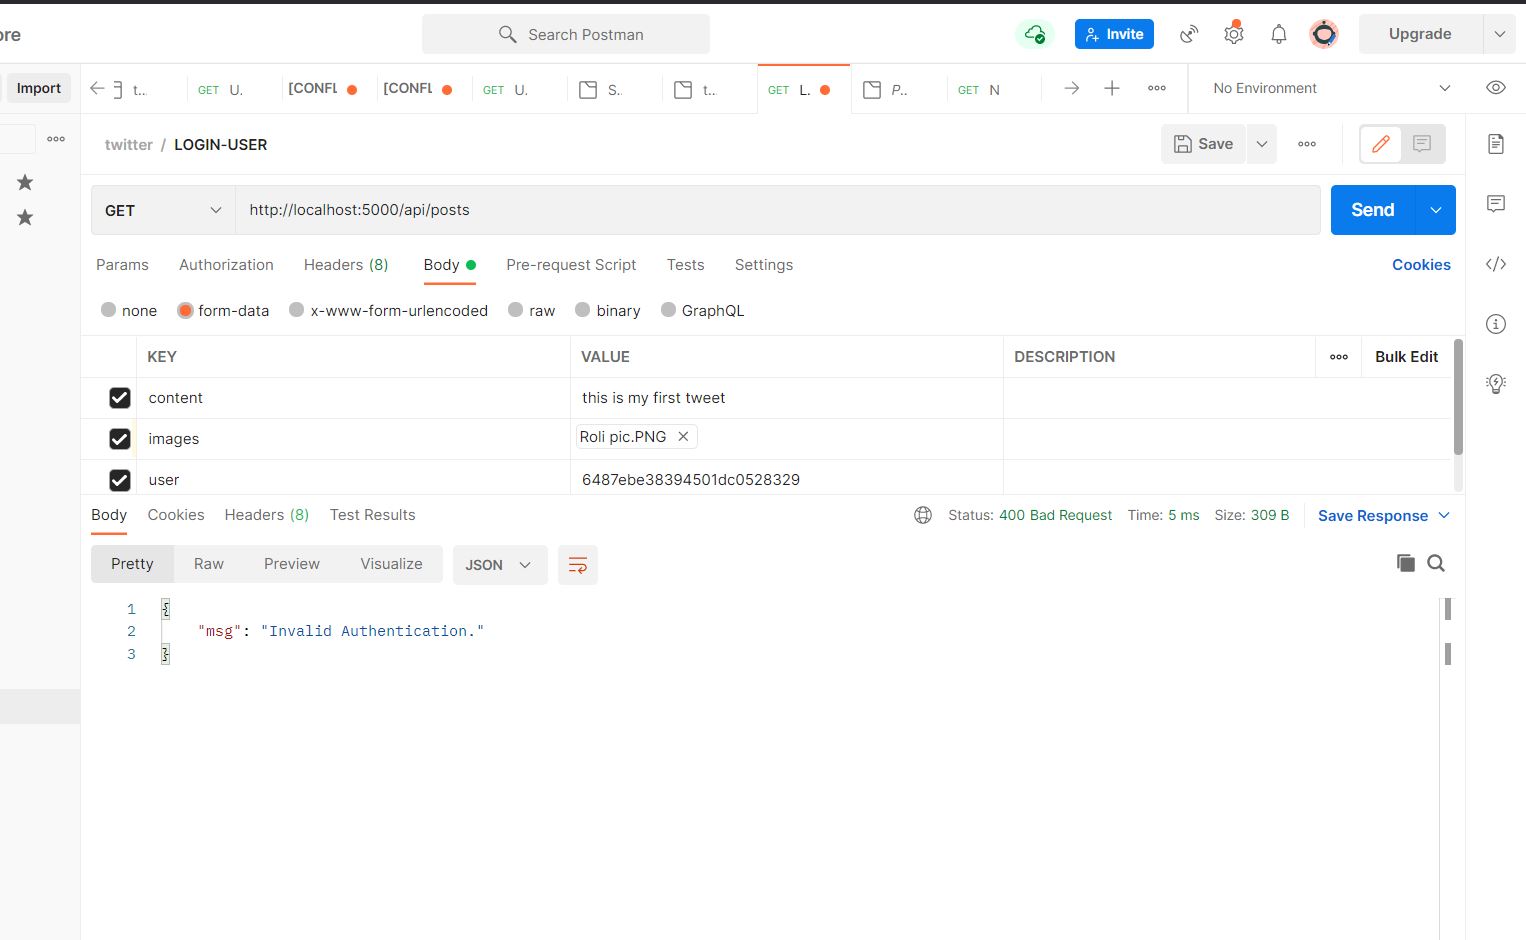 ore
Search Postman
Invite
Upgrade
Import
t..
GET U.
[CONFL
[CONFL
GET U.
S..
t..
GET L.
P..
GET N
No Environment
twitter / LOGIN-USER
Save
GET
http://localhost:5000/api/posts
Send
Params Authorization Headers (8) Body Pre-request Script Tests Settings Cookies
none form-data x-www-form-urlencoded raw binary GraphQL
KEY VALUE DESCRIPTION Bulk Edit
content this is my first tweet
images Roli pic.PNG
user 6487ebe38394501dc0528329
Body Cookies Headers (8) Test Results Status: 400 Bad Request Time: 5 ms Size: 309 B Save Response
Pretty Raw Preview Visualize JSON
1 {
2 "msg": "Invalid Authentication."
3 }